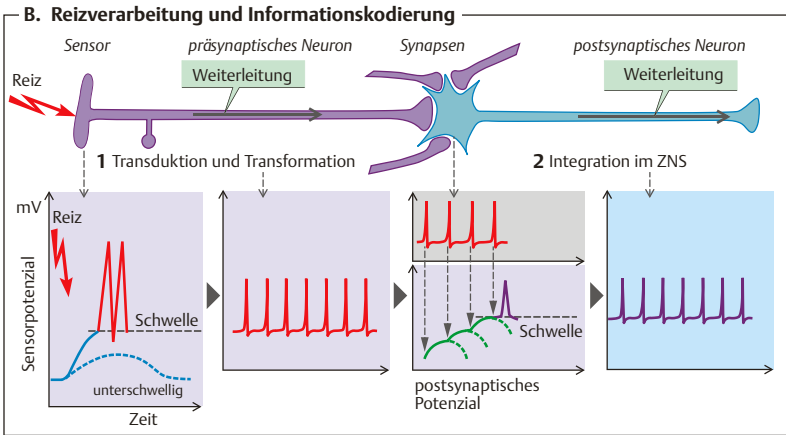 B. Reizverarbeitung und Informationskodierung
Sensor
präsynaptisches Neuron
Synapsen
postsynaptisches Neuron
Reiz
Weiterleitung
Weiterleitung
1 Transduktion und Transformation
2 Integration im ZNS
mV
Reiz
Sensorpotenzial
Schwelle
unterschwellig
Zeit
Schwelle
postsynaptisches
Potenzial